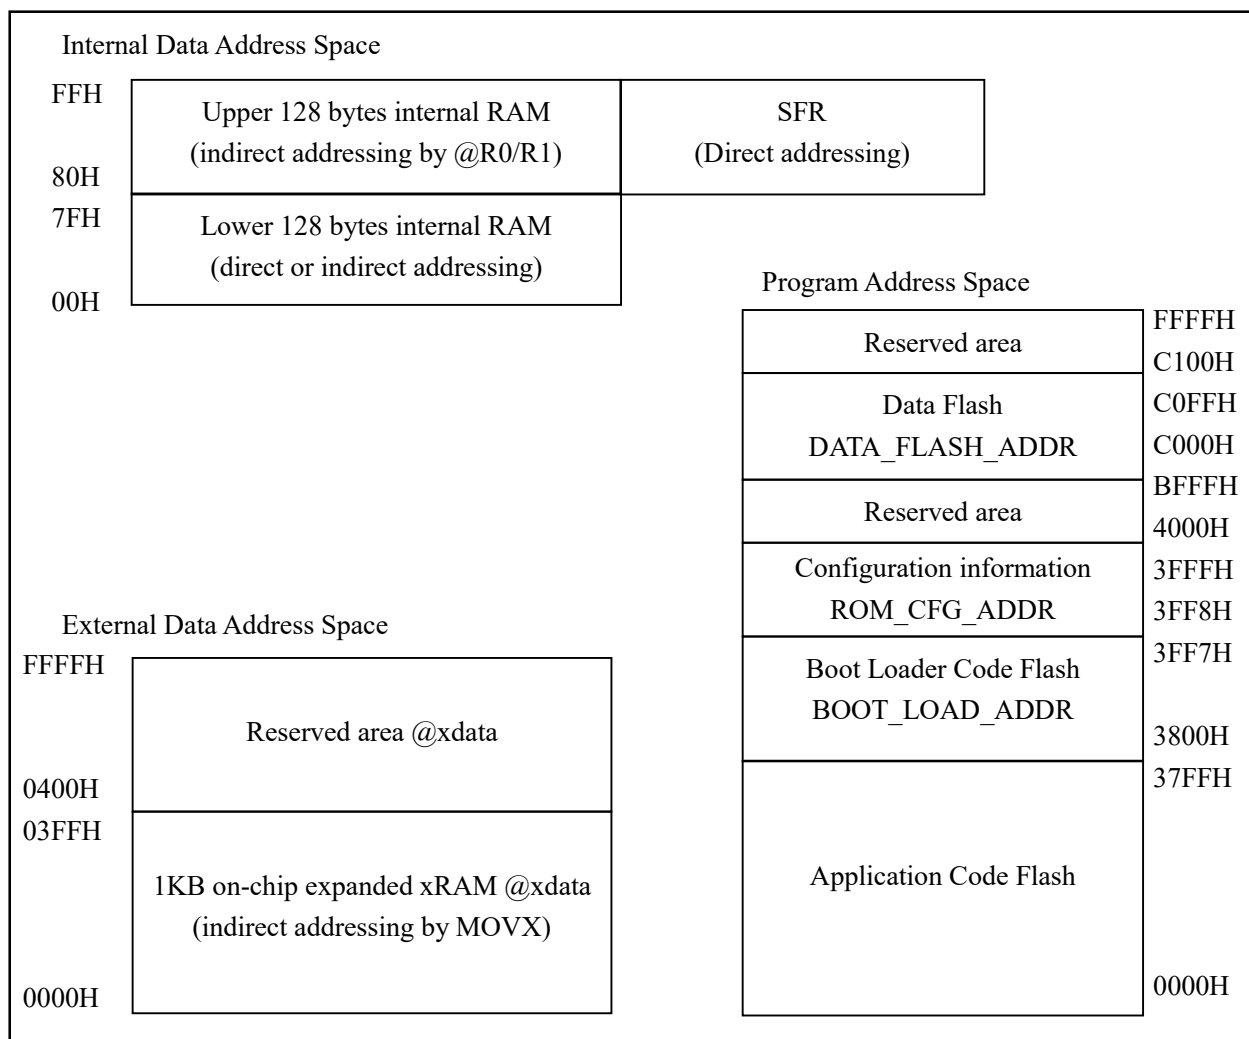 Internal Data Address Space
FFH
Upper 128 bytes internal RAM
(indirect addressing by @R0/R1)
80H
SFR
(Direct addressing)
7FH
Lower 128 bytes internal RAM
(direct or indirect addressing)
00H
Program Address Space
FFFFH
Reserved area
C100H
C0FFH
Data Flash
DATA_FLASH_ADDR
C000H
BFFFH
Reserved area
4000H
3FFFH
Configuration information
ROM_CFG_ADDR
3FF8H
3FF7H
Boot Loader Code Flash
BOOT_LOAD_ADDR
3800H
37FFH
Application Code Flash
0000H
External Data Address Space
FFFFH
Reserved area @xdata
0400H
03FFH
1KB on-chip expanded xRAM @xdata
(indirect addressing by MOVX)
0000H